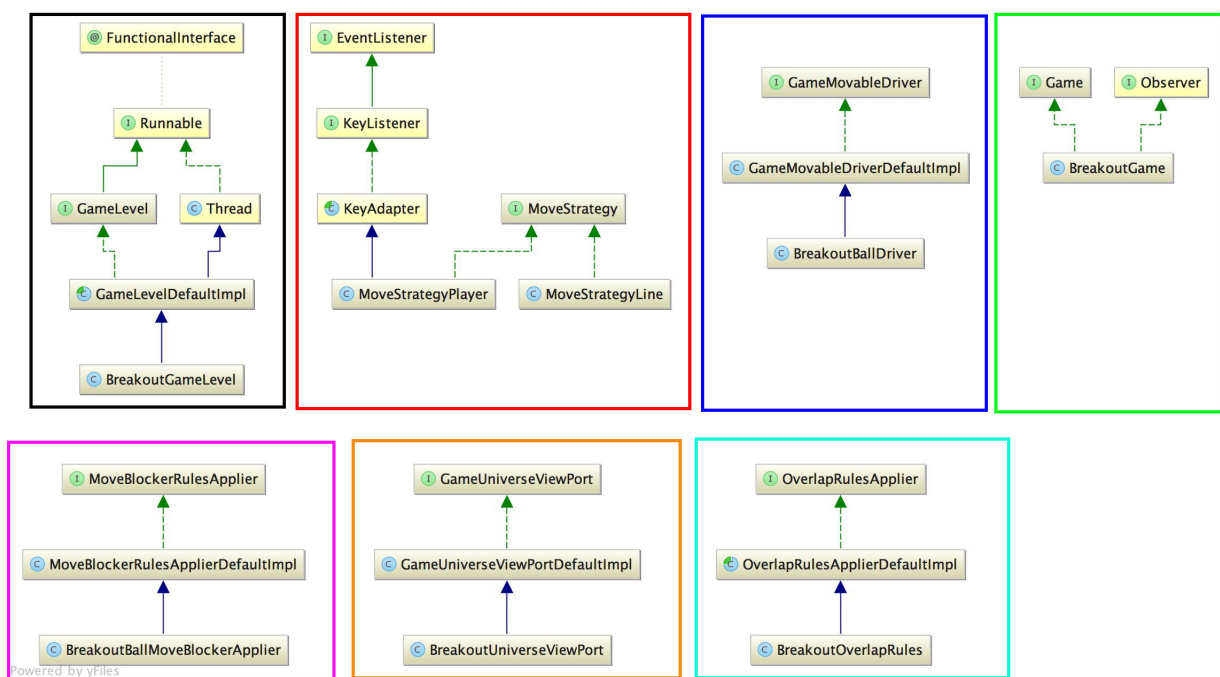 @ FunctionalInterface
I Runnable
I GameLevel
C Thread
C GameLevelDefaultImpl
C BreakoutGameLevel
I EventListener
I KeyListener
C KeyAdapter
I MoveStrategy
C MoveStrategyPlayer
C MoveStrategyLine
I GameMovableDriver
C GameMovableDriverDefaultImpl
C BreakoutBallDriver
I Game
I Observer
C BreakoutGame
I MoveBlockerRulesApplier
C MoveBlockerRulesApplierDefaultImpl
C BreakoutBallMoveBlockerApplier
I GameUniverseViewPort
C GameUniverseViewPortDefaultImpl
C BreakoutUniverseViewPort
I OverlapRulesApplier
C OverlapRulesApplierDefaultImpl
C BreakoutOverlapRules
Powered by yFiles